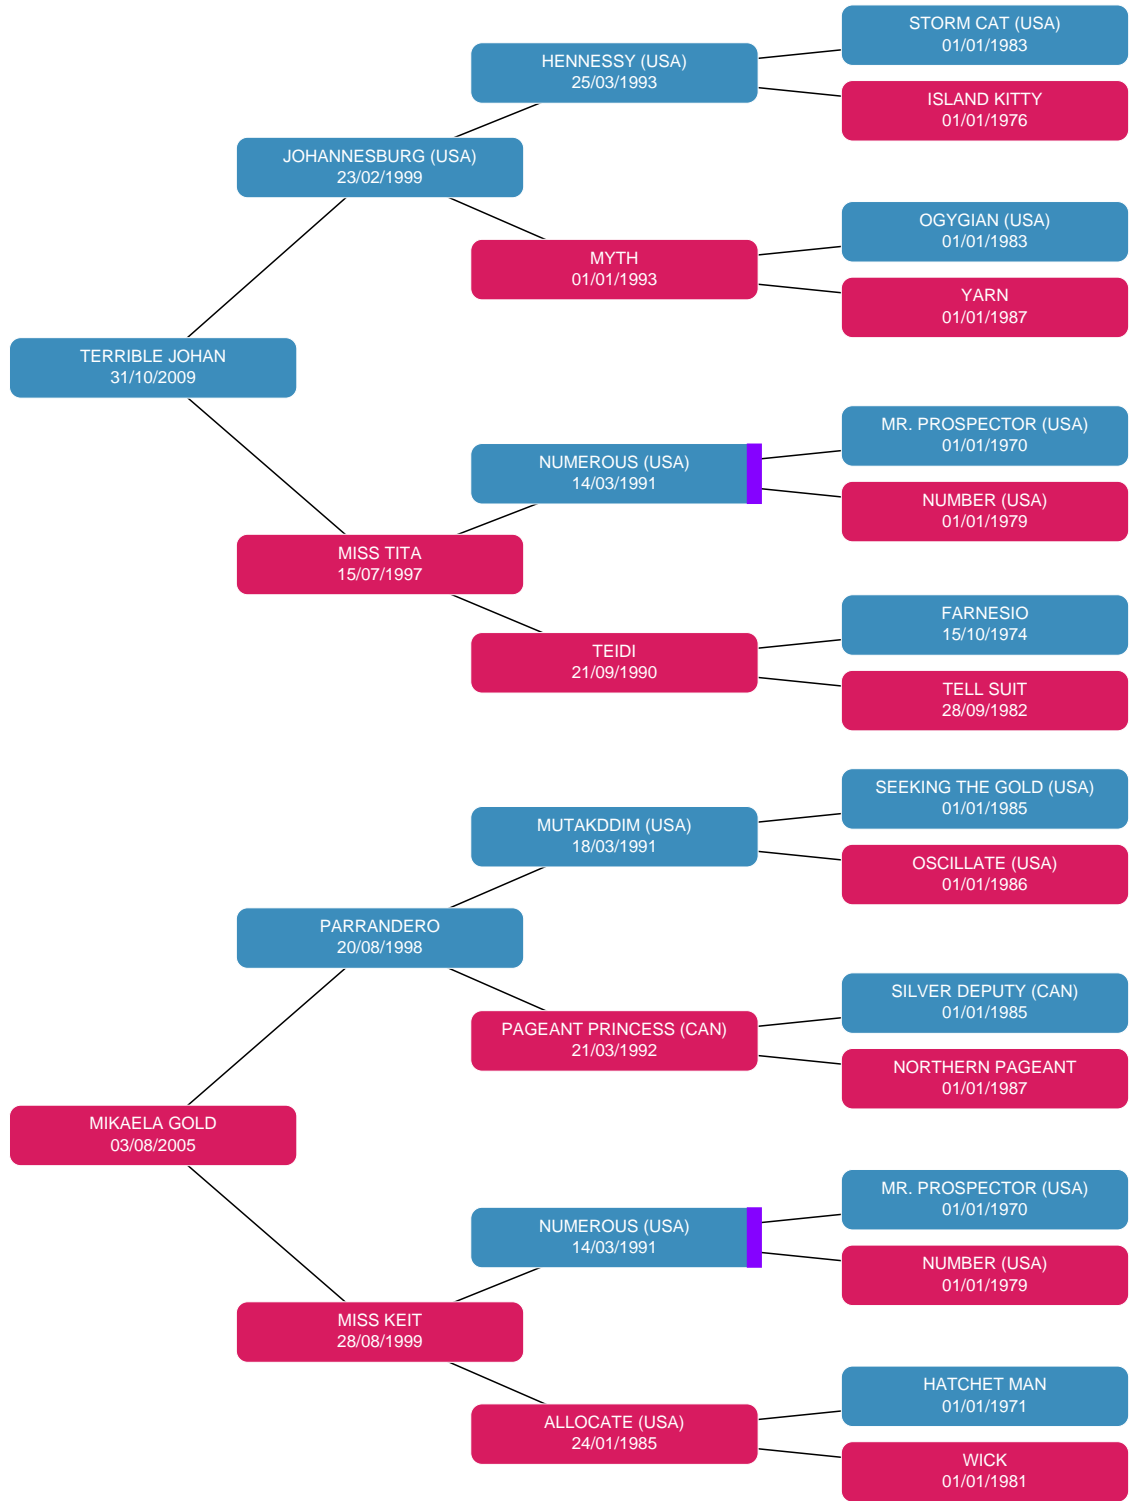 STORM CAT (USA)
01/01/1983
HENNESSY (USA)
25/03/1993
ISLAND KITTY
01/01/1976
JOHANNESBURG (USA)
23/02/1999
OGYGIAN (USA)
01/01/1983
MYTH
01/01/1993
YARN
01/01/1987
TERRIBLE JOHAN
31/10/2009
MR. PROSPECTOR (USA)
01/01/1970
NUMEROUS (USA)
14/03/1991
NUMBER (USA)
01/01/1979
MISS TITA
15/07/1997
FARNESIO
15/10/1974
TEIDI
21/09/1990
TELL SUIT
28/09/1982
SEEKING THE GOLD (USA)
01/01/1985
MUTAKDDIM (USA)
18/03/1991
OSCILLATE (USA)
01/01/1986
PARRANDERO
20/08/1998
SILVER DEPUTY (CAN)
01/01/1985
PAGEANT PRINCESS (CAN)
21/03/1992
NORTHERN PAGEANT
01/01/1987
MIKAELA GOLD
03/08/2005
MR. PROSPECTOR (USA)
01/01/1970
NUMEROUS (USA)
14/03/1991
NUMBER (USA)
01/01/1979
MISS KEIT
28/08/1999
HATCHET MAN
01/01/1971
ALLOCATE (USA)
24/01/1985
WICK
01/01/1981